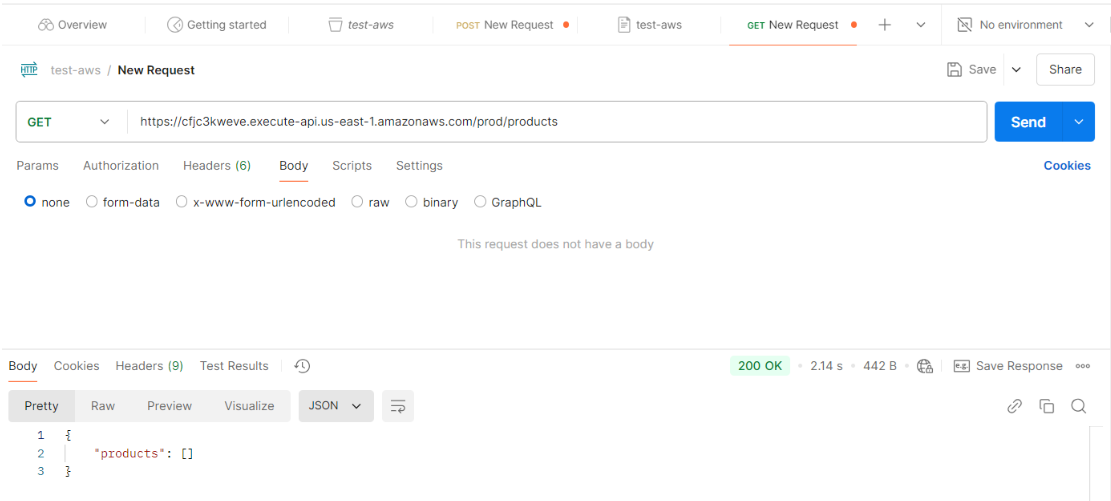 Overview Getting started test-aws POST New Request test-aws GET New Request No environment
HTTP test-aws / New Request Save Share
GET https://cfjc3kweve.execute-api.us-east-1.amazonaws.com/prod/products Send
Params Authorization Headers (6) Body Scripts Settings Cookies
none form-data x-www-form-urlencoded raw binary GraphQL
This request does not have a body
Body Cookies Headers (9) Test Results 200 OK • 2.14 s • 442 B • e.g. Save Response
Pretty Raw Preview Visualize JSON
1 {
2 "products": []
3 }